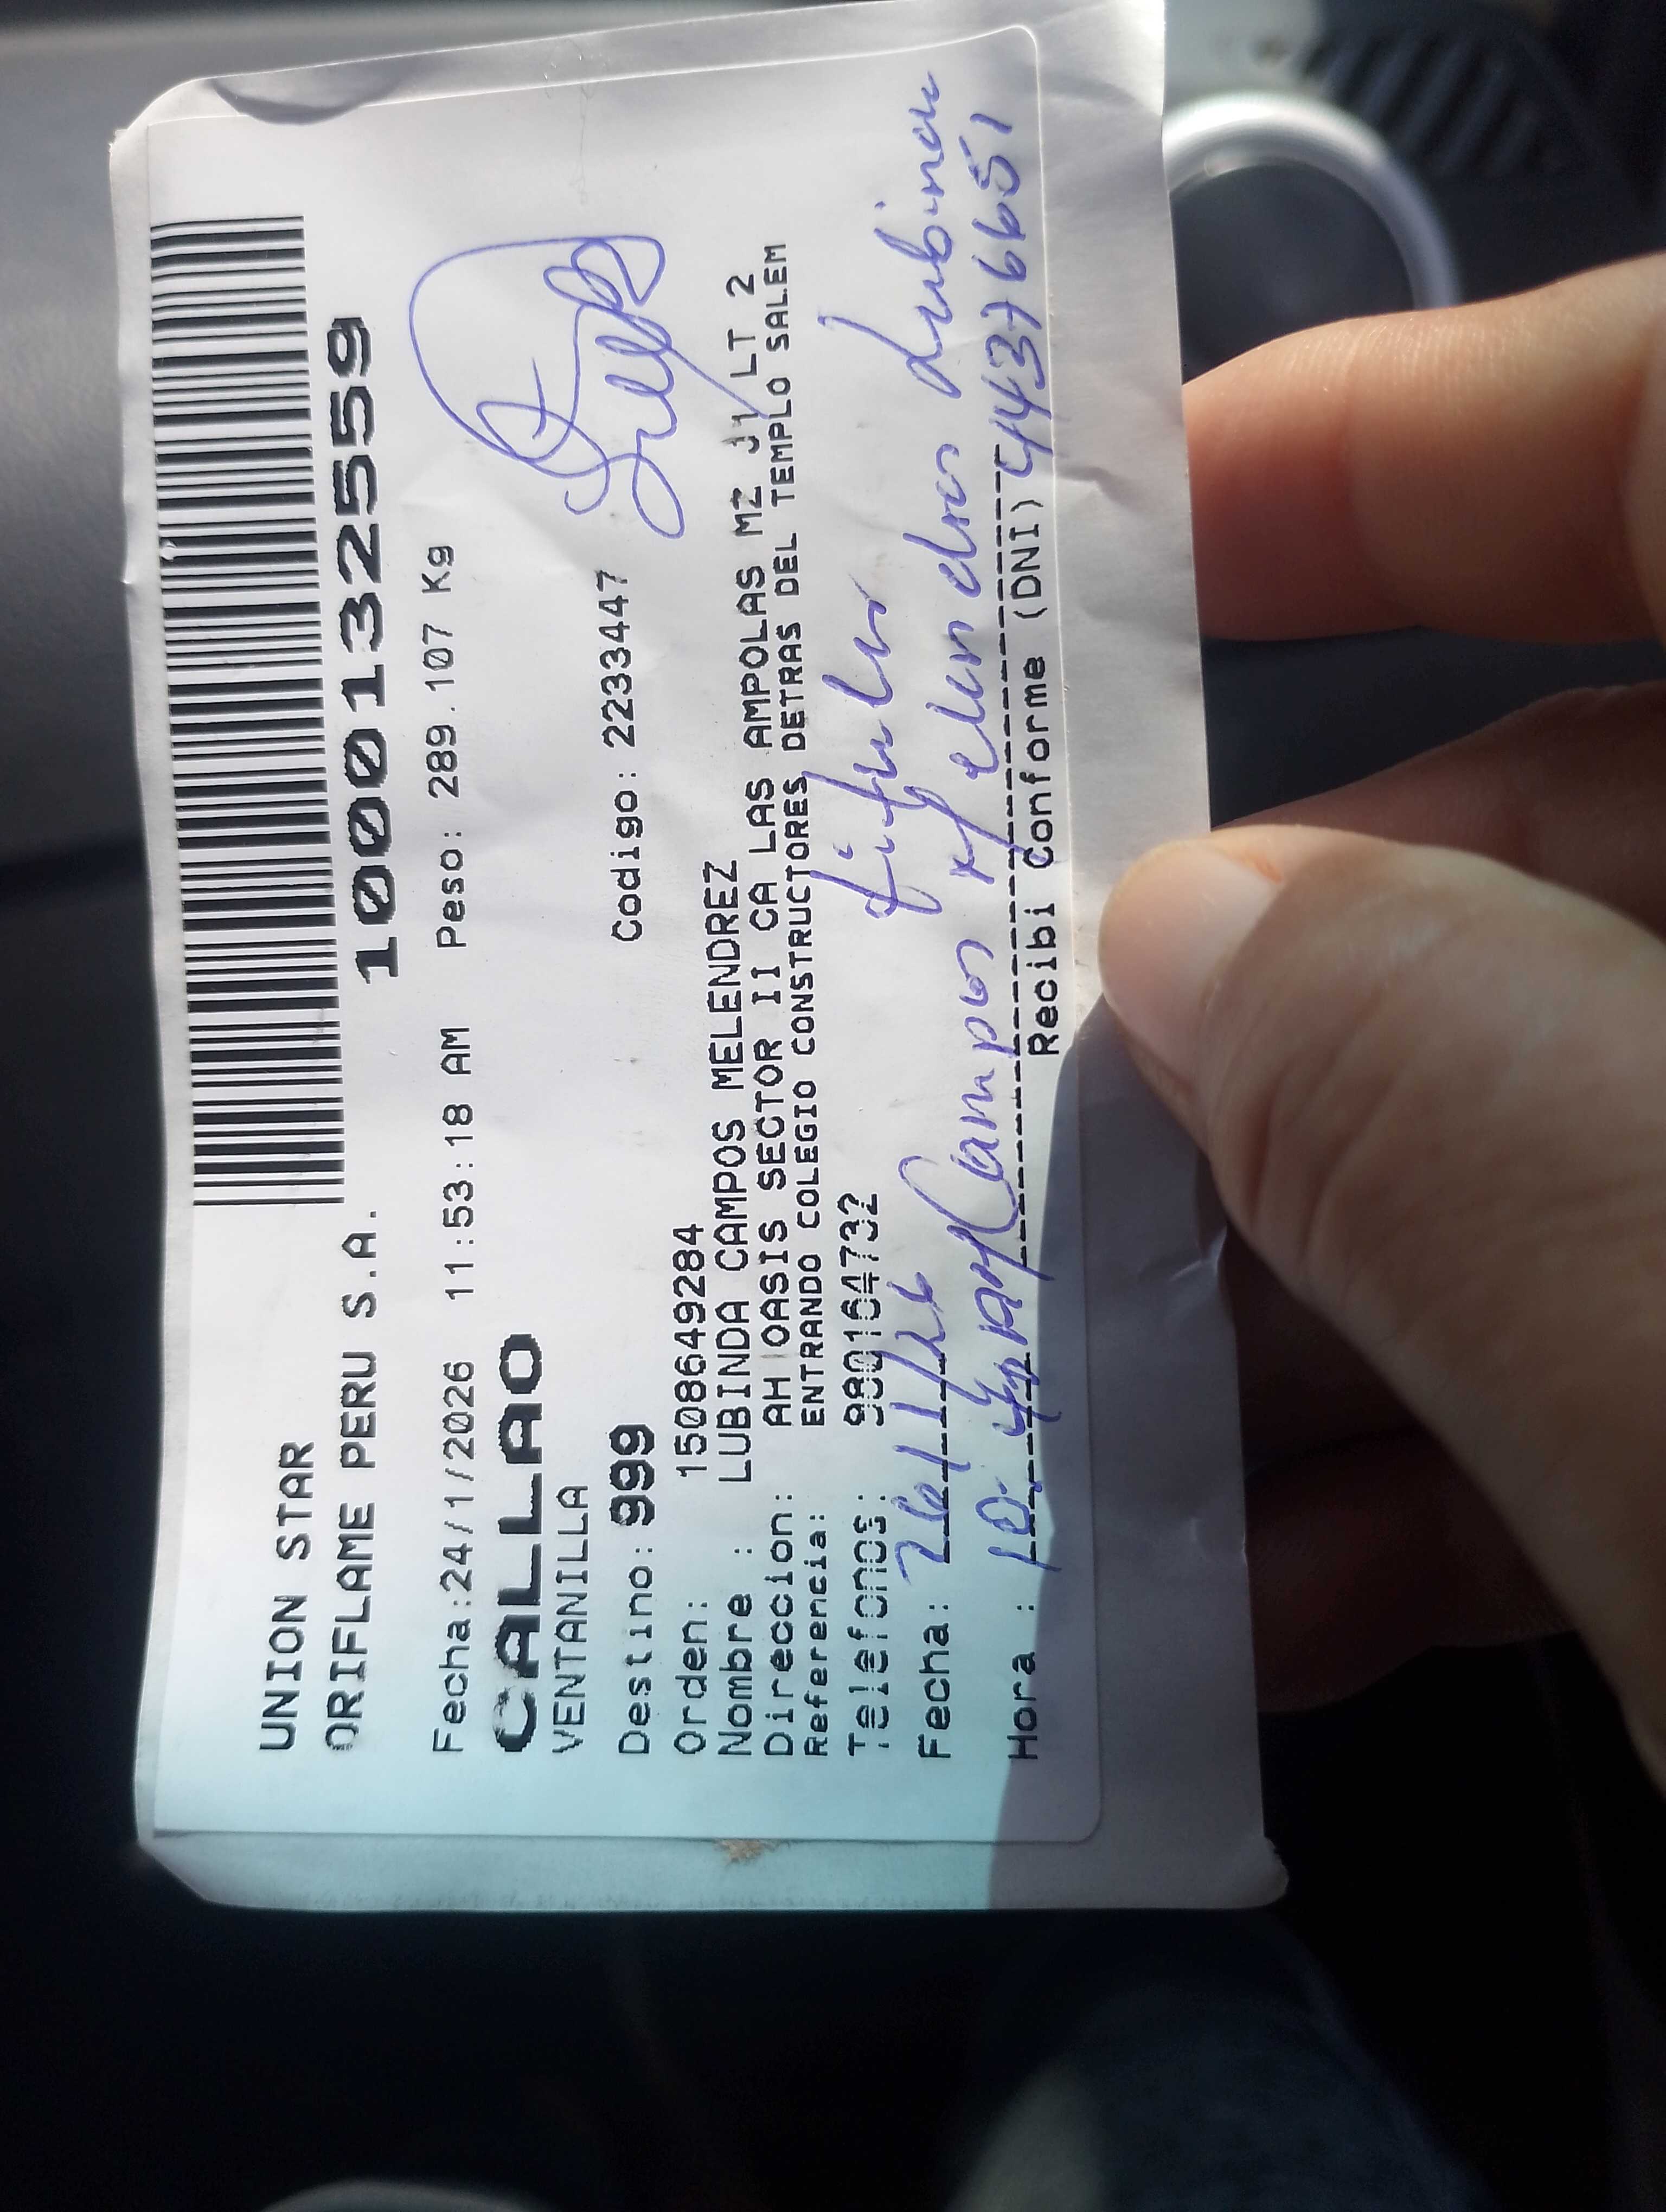 UNION STAR
ORIFLAME PERU S.A.
1000132559
Fecha:24/1/2026 11:53:18 AM Peso: 289.107 Kg
CALLAO
VENTANILLA
Destino: 999 Codigo: 2233447
Orden: 1508649284
Nombre : LUBINDA CAMPOS MELENDREZ
Direccion: AH OASIS SECTOR II CA LAS AMPOLAS MZ J1 LT 2
Referencia: ENTRANDO COLEGIO CONSTRUCTORES DETRAS DEL TEMPLO SALEM
Telefonos: 980164732
titular
Fecha: 26/1/26 Campos Melendres Lubinda
Hora : 10: AM 44376651
Recibi Conforme (DNI)